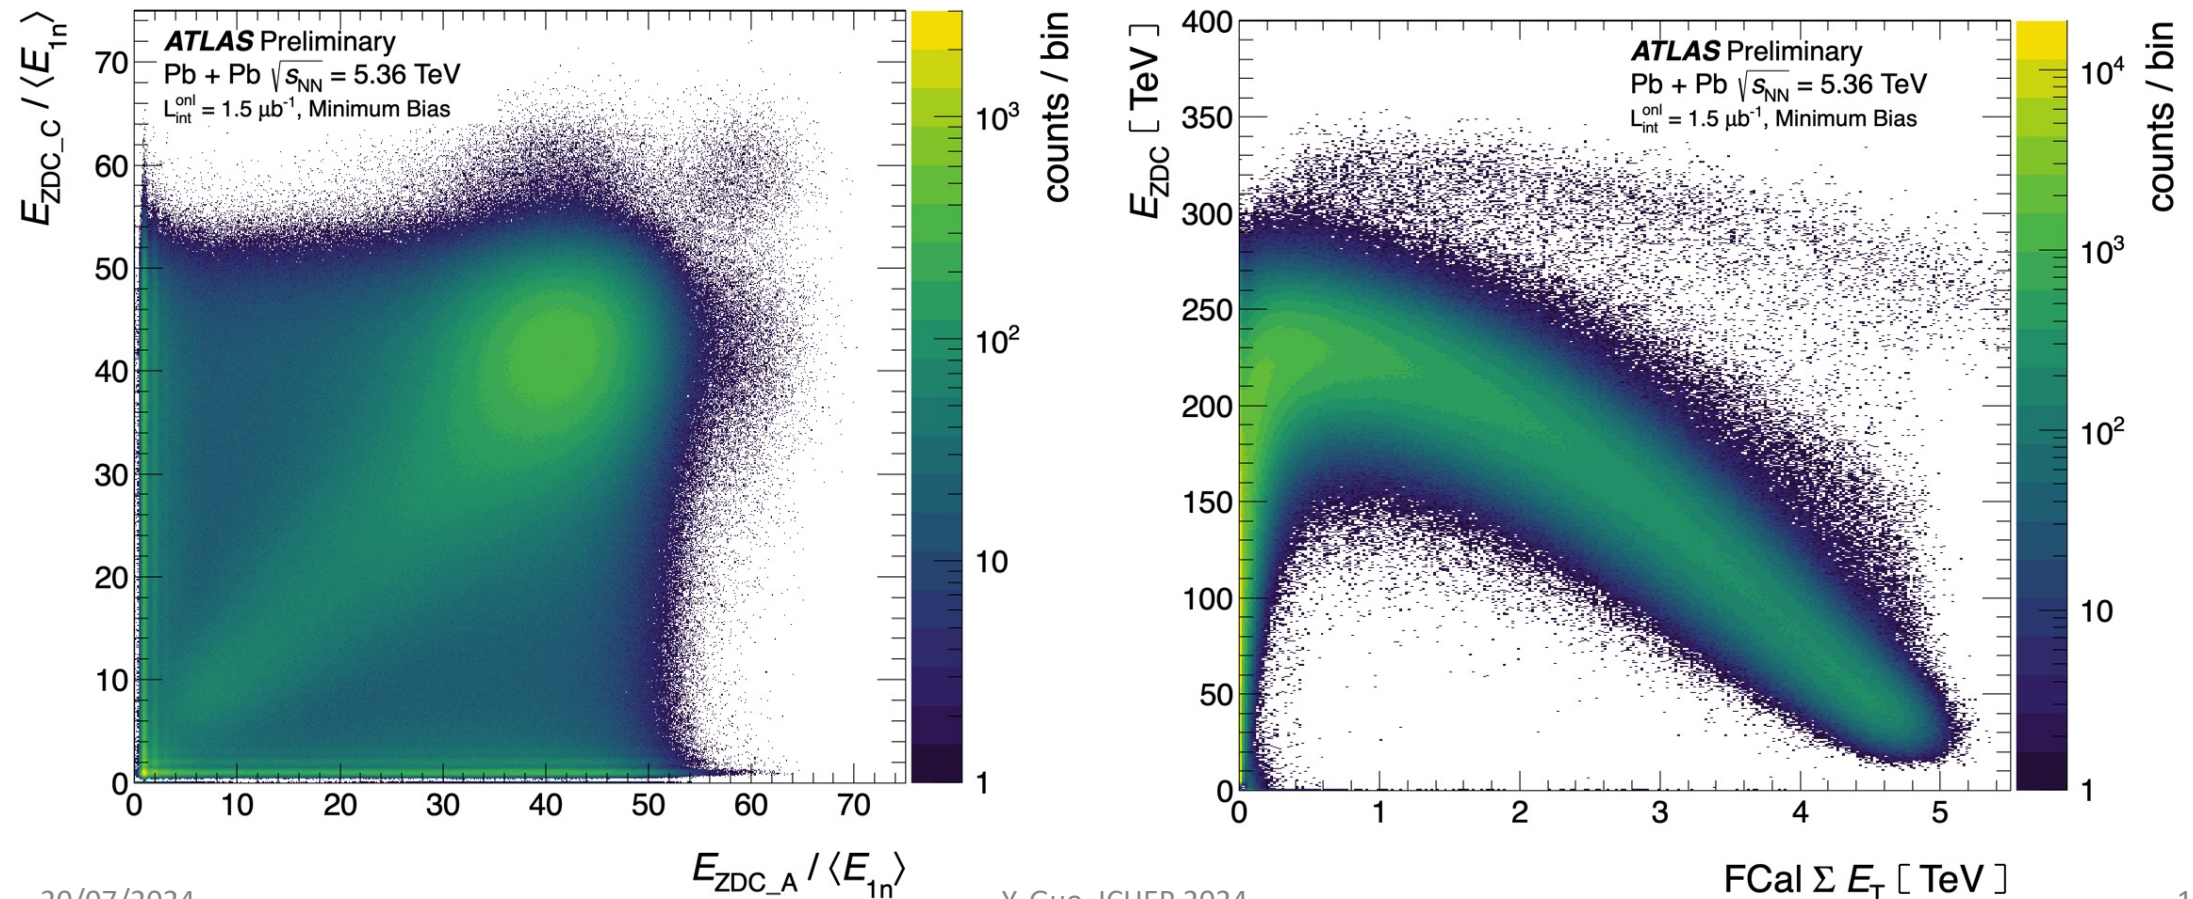 ATLAS Preliminary
Pb + Pb √s_NN = 5.36 TeV
L_int^onl = 1.5 μb⁻¹, Minimum Bias
E_ZDC_C / ⟨E_1n⟩
70
60
50
40
30
20
10
0
0 10 20 30 40 50 60 70
E_ZDC_A / ⟨E_1n⟩
counts / bin
10³
10²
10
1
ATLAS Preliminary
Pb + Pb √s_NN = 5.36 TeV
L_int^onl = 1.5 μb⁻¹, Minimum Bias
E_ZDC [ TeV ]
400
350
300
250
200
150
100
50
0
0 1 2 3 4 5
FCal Σ E_T [ TeV ]
counts / bin
10⁴
10³
10²
10
1